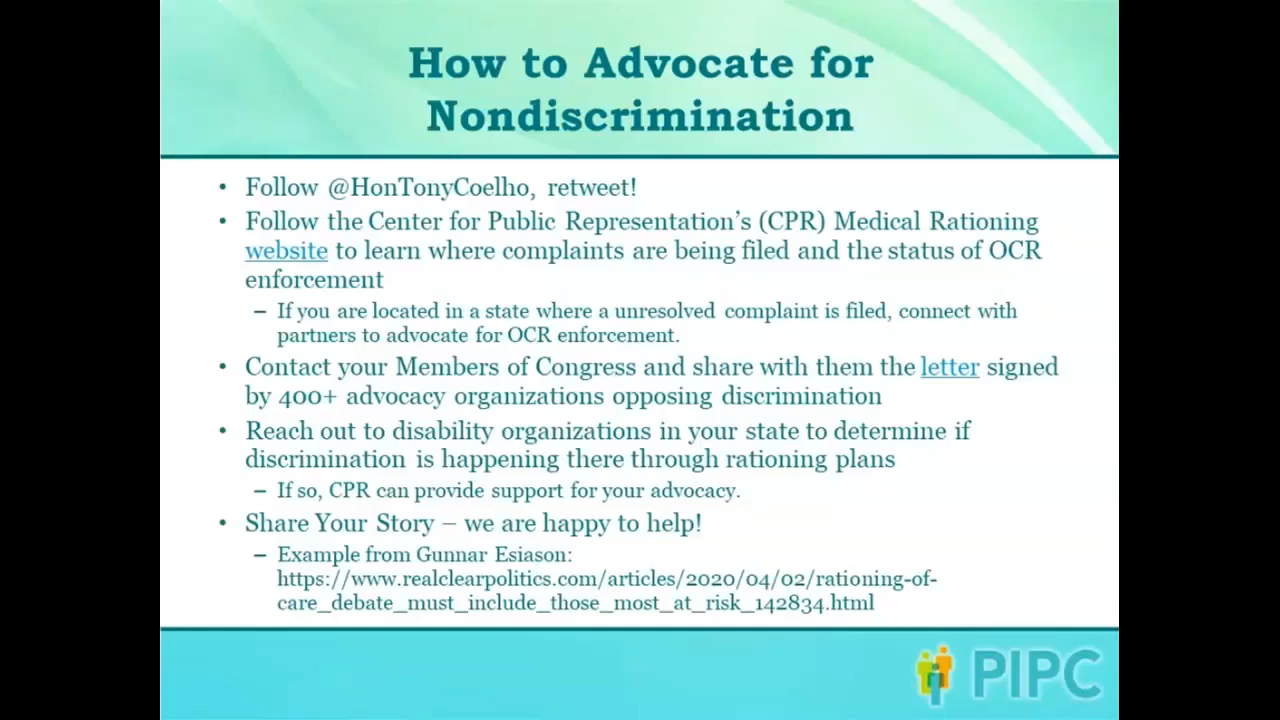 How to Advocate for
Nondiscrimination
• Follow @HonTonyCoelho, retweet!
• Follow the Center for Public Representation's (CPR) Medical Rationing
website to learn where complaints are being filed and the status of OCR
enforcement
– If you are located in a state where a unresolved complaint is filed, connect with
partners to advocate for OCR enforcement.
• Contact your Members of Congress and share with them the letter signed
by 400+ advocacy organizations opposing discrimination
• Reach out to disability organizations in your state to determine if
discrimination is happening there through rationing plans
– If so, CPR can provide support for your advocacy.
• Share Your Story – we are happy to help!
– Example from Gunnar Esiason:
https://www.realclearpolitics.com/articles/2020/04/02/rationing-of-
care_debate_must_include_those_most_at_risk_142834.html
PIPC